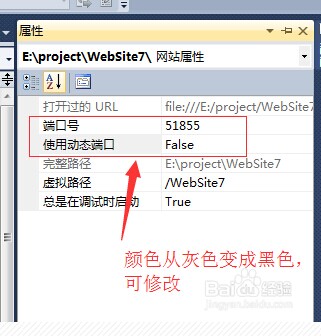 属性
E:\project\WebSite7\ 网站属性
打开过的 URL file:///E:/project/WebSite7
端口号 51855
使用动态端口 False
完整路径 E:\project\WebSite7
虚拟路径 /WebSite7
总是在调试时启动 True
颜色从灰色变成黑色，
可修改
Baidu 经验
jingyan.baidu.com